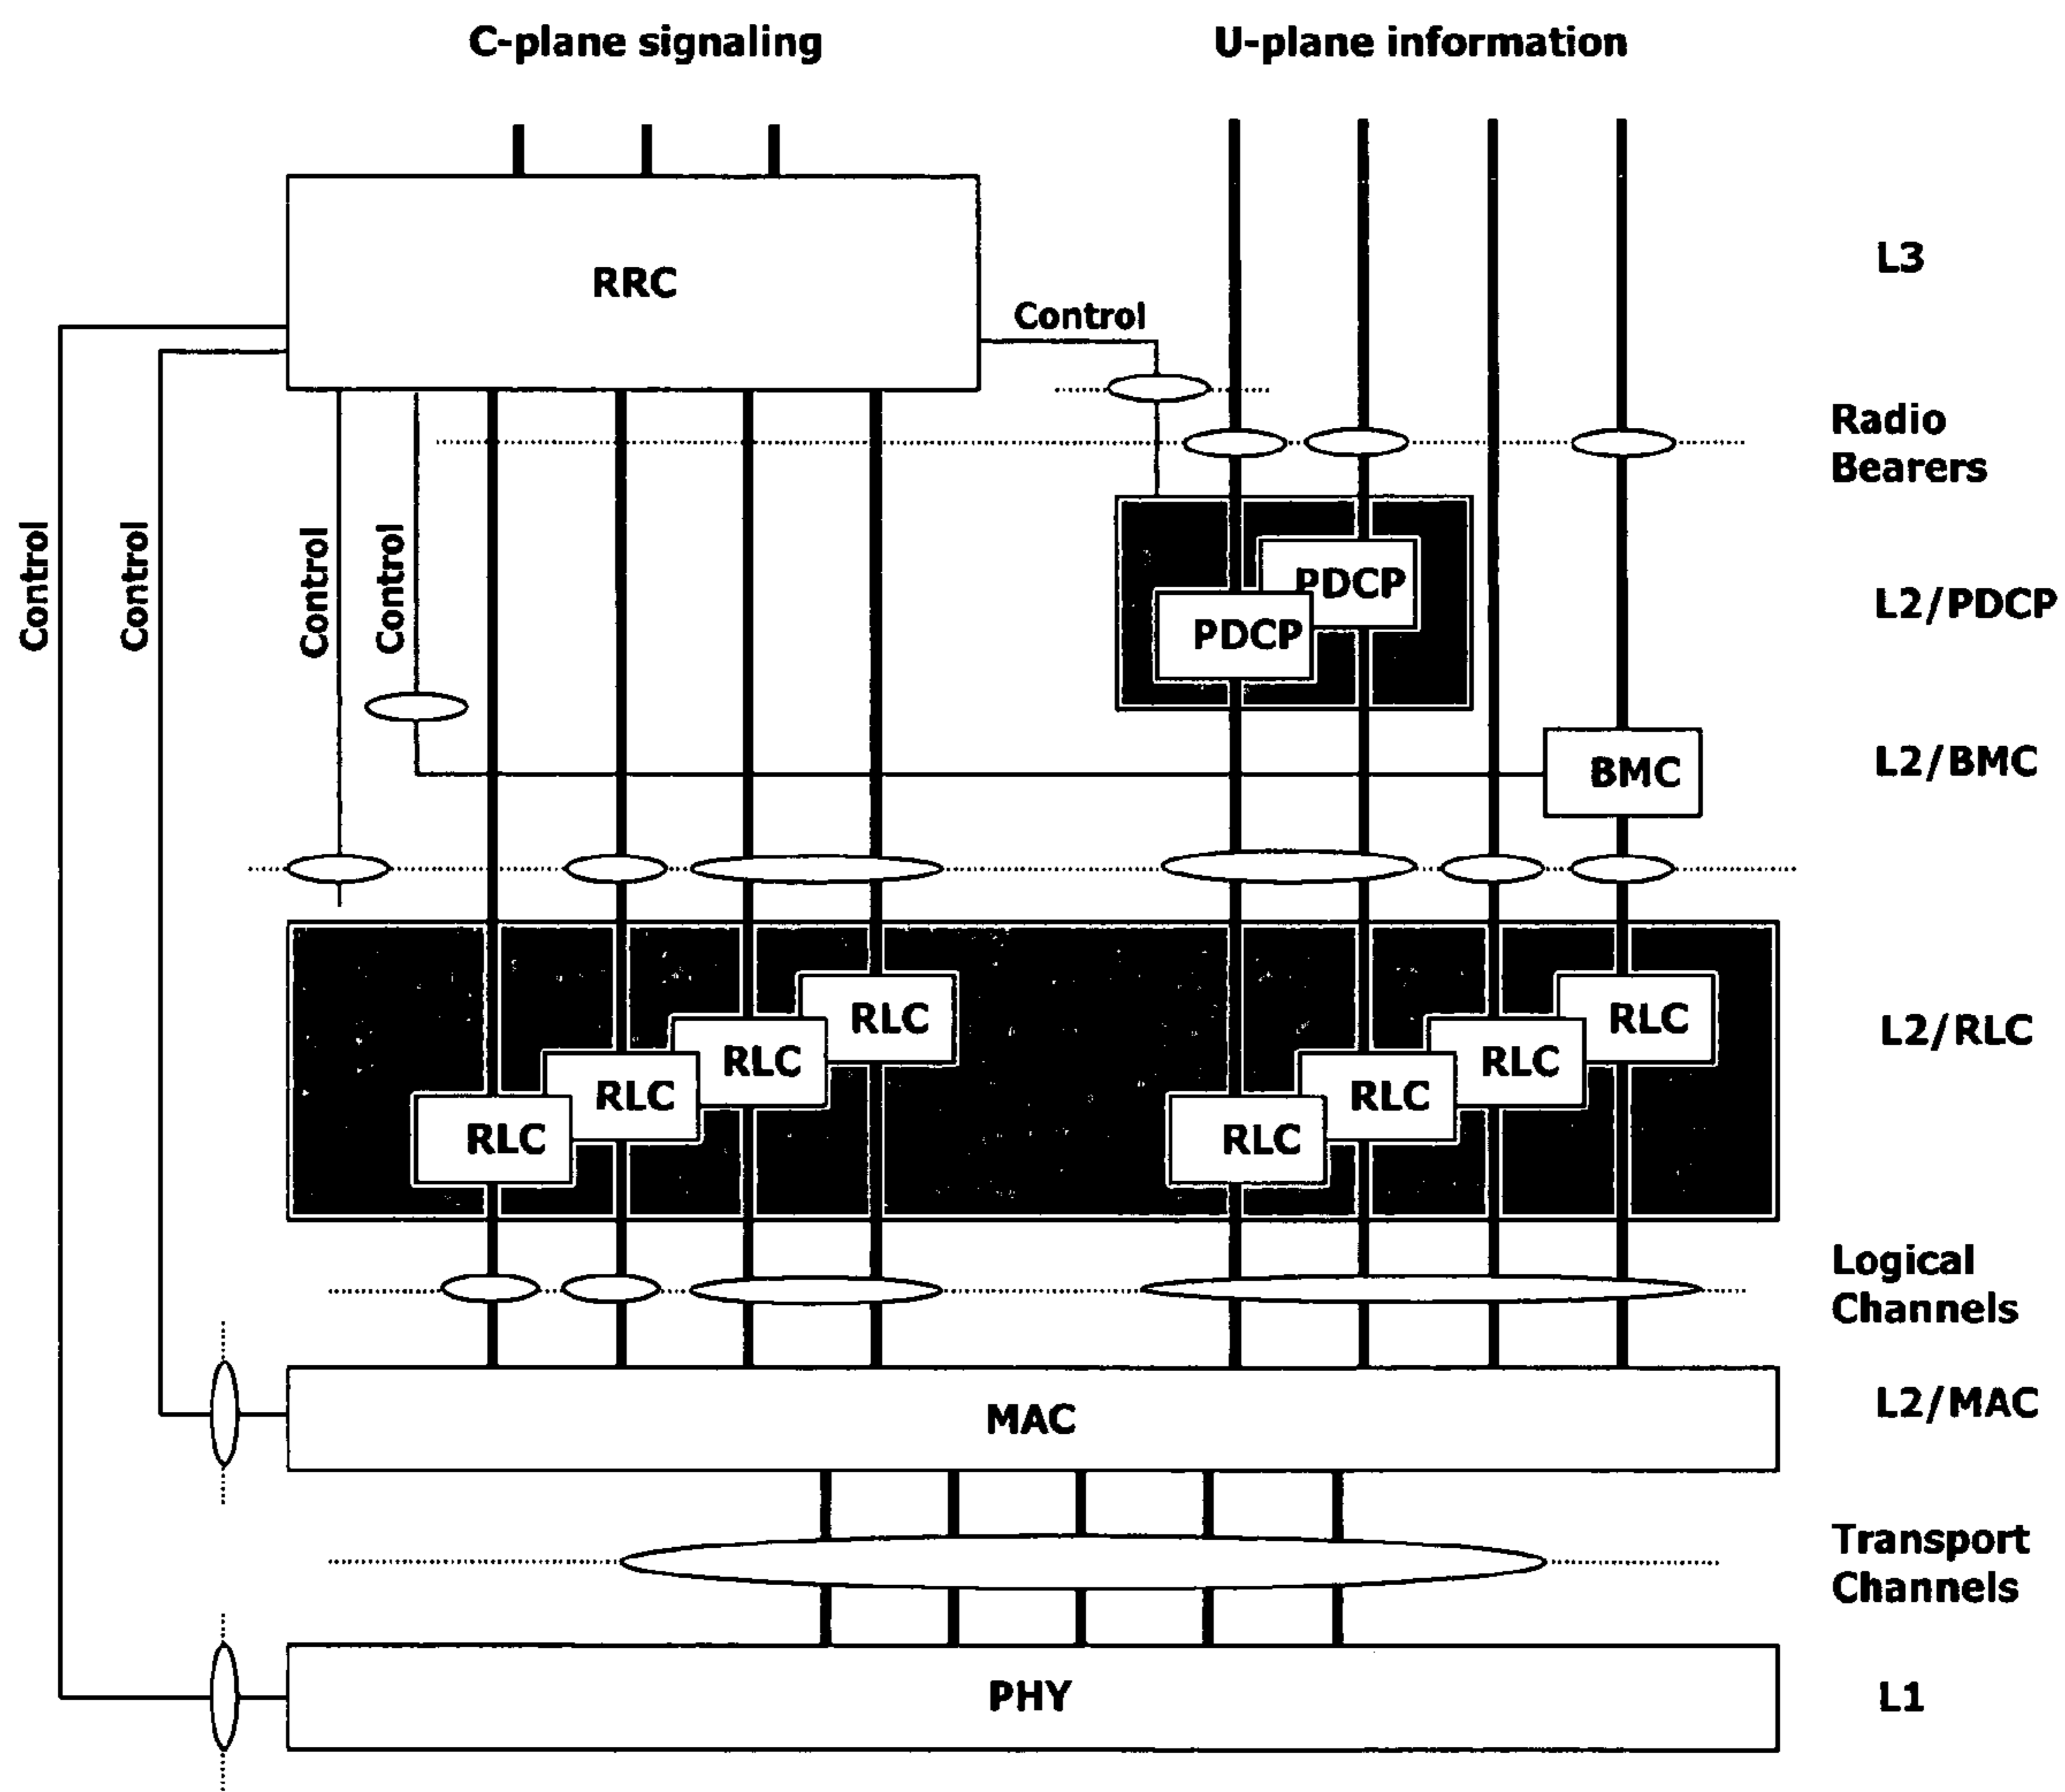 C-plane signaling
U-plane information
RRC
L3
Control
Radio
Bearers
Control
Control
Control
Control
PDCP
PDCP
L2/PDCP
BMC
L2/BMC
RLC
RLC
RLC
RLC
RLC
RLC
RLC
RLC
L2/RLC
Logical
Channels
MAC
L2/MAC
Transport
Channels
PHY
L1